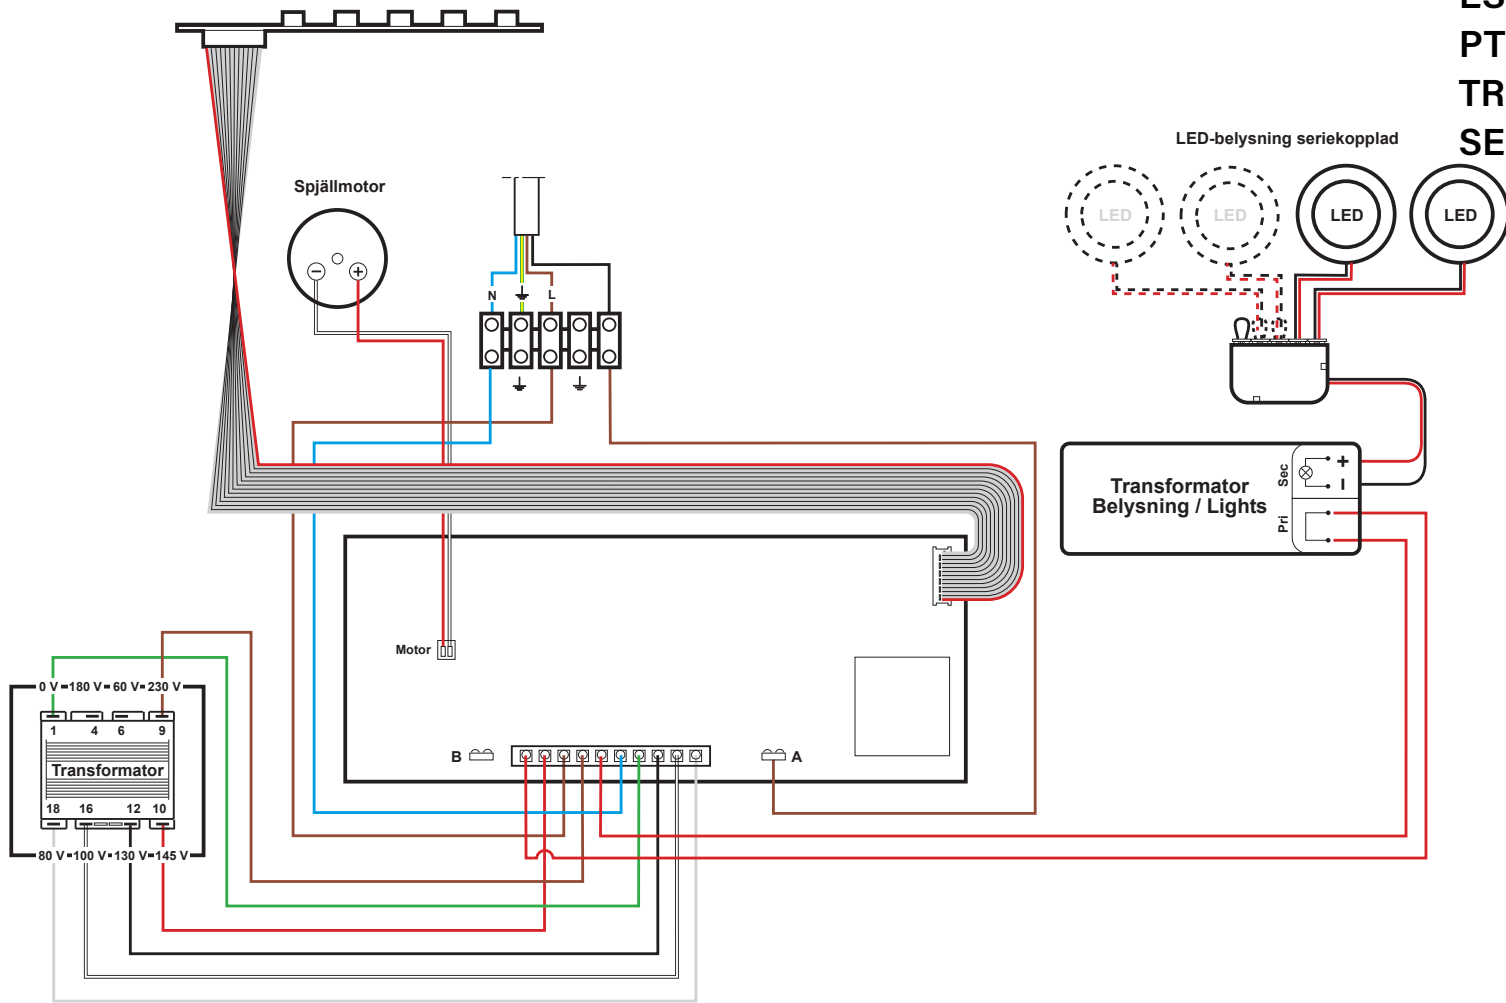 ES
PT
TR
SE
LED-belysning seriekopplad
Spjällmotor
LED LED LED LED
N L
Sec + –
Transformator
Belysning / Lights
Pri
Motor
0 V 180 V 60 V 230 V
1 4 6 9
B A
Transformator
18 16 12 10
80 V 100 V 130 V 145 V